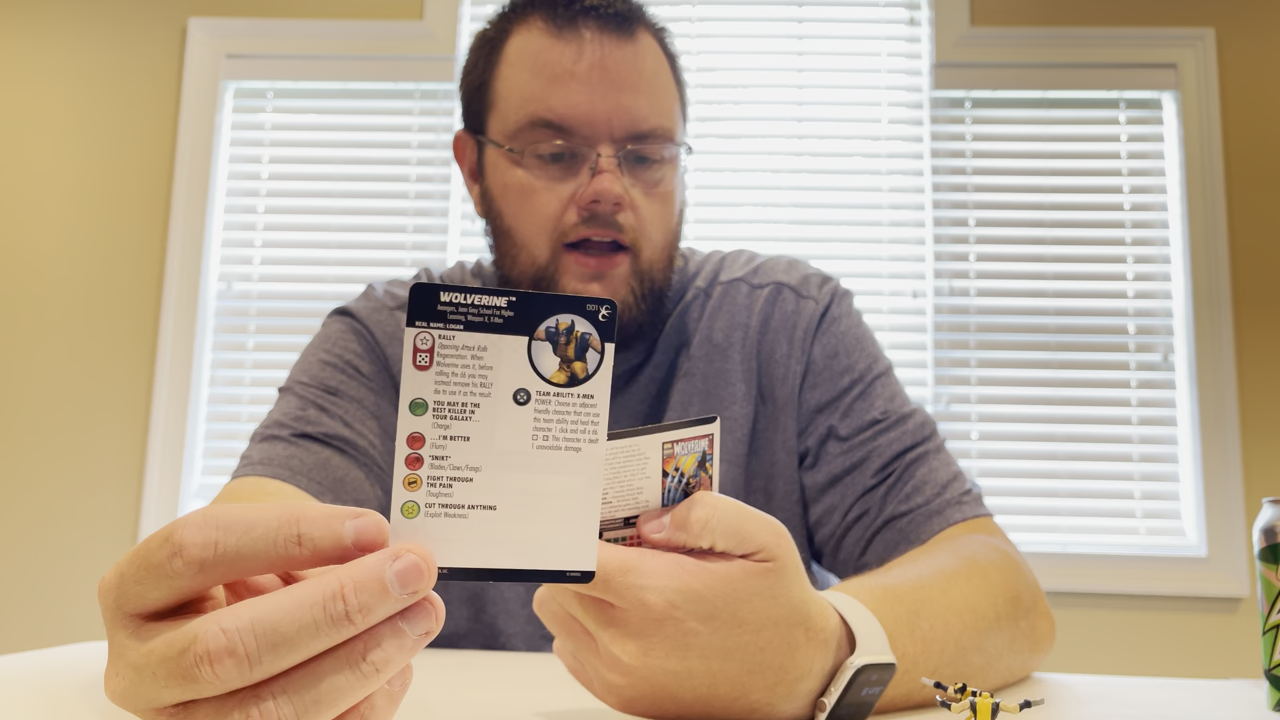 WOLVERINE™
001
Avengers, Jean Grey School For Higher
Learning, Weapon X, X-Men
REAL NAME: LOGAN
RALLY
Opposing Attack Rolls
Regeneration. When
Wolverine uses it, before
rolling the d6 you may
instead remove his RALLY
die to use it as the result.
YOU MAY BE THE
BEST KILLER IN
YOUR GALAXY...
(Charge)
...I'M BETTER
(Flurry)
"SNIKT"
(Blades/Claws/Fangs)
FIGHT THROUGH
THE PAIN
(Toughness)
CUT THROUGH ANYTHING
(Exploit Weakness)
TEAM ABILITY: X-MEN
POWER: Choose an adjacent
friendly character that can use
this team ability and heal that
character 1 click and roll a d6.
This character is dealt
1 unavoidable damage.
WOLVERINE